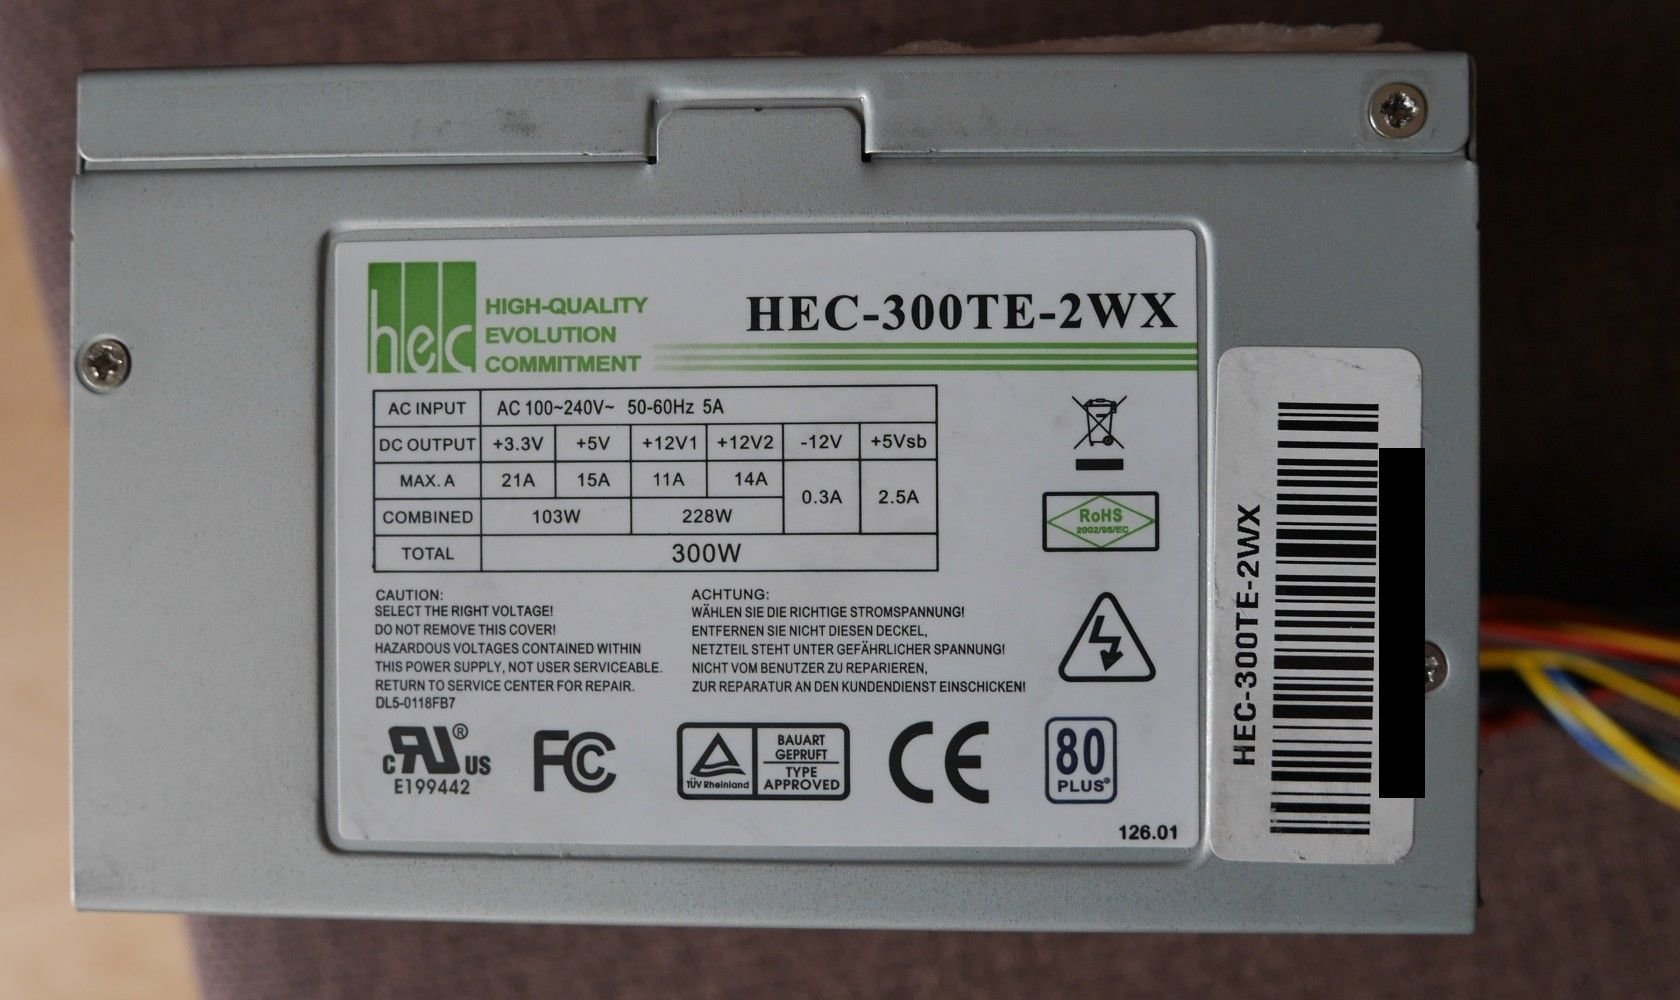 hec
HIGH-QUALITY
EVOLUTION
COMMITMENT
HEC-300TE-2WX
AC INPUT AC 100~240V~ 50-60Hz 5A
DC OUTPUT +3.3V +5V +12V1 +12V2 -12V +5Vsb
MAX. A 21A 15A 11A 14A 0.3A 2.5A
COMBINED 103W 228W
TOTAL 300W
RoHS
2002/95/EC
CAUTION:
SELECT THE RIGHT VOLTAGE!
DO NOT REMOVE THIS COVER!
HAZARDOUS VOLTAGES CONTAINED WITHIN
THIS POWER SUPPLY, NOT USER SERVICEABLE.
RETURN TO SERVICE CENTER FOR REPAIR.
DL5-0118FB7
ACHTUNG:
WÄHLEN SIE DIE RICHTIGE STROMSPANNUNG!
ENTFERNEN SIE NICHT DIESEN DECKEL,
NETZTEIL STEHT UNTER GEFÄHRLICHER SPANNUNG!
NICHT VOM BENUTZER ZU REPARIEREN,
ZUR REPARATUR AN DEN KUNDENDIENST EINSCHICKEN!
c RU ® US
E199442
FC
TÜV Rheinland
BAUART
GEPRUFT
TYPE
APPROVED
CE
80
PLUS®
126.01
HEC-300TE-2WX